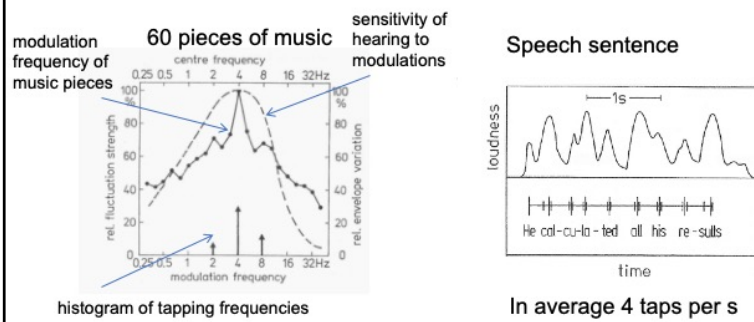 60 pieces of music
modulation
frequency of
music pieces
sensitivity of
hearing to
modulations
centre frequency
0.25 0.5 1 2 4 8 16 32Hz
100
%
80
60
40
20
0
rel. fluctuation strength
100
%
80
60
40
20
0
rel. envelope variation
0.25 0.5 1 2 4 8 16 32Hz
modulation frequency
histogram of tapping frequencies
Speech sentence
loudness
1s
He cal-cu-la-ted all his re-sults
time
In average 4 taps per s